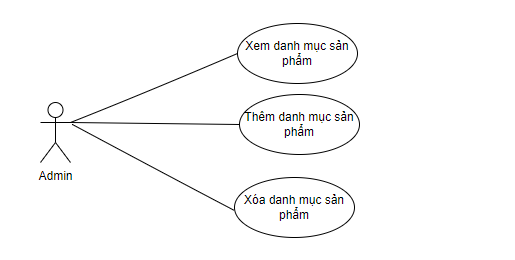 Xem danh mục sản
phẩm
Thêm danh mục sản
phẩm
Admin
Xóa danh mục sản
phẩm